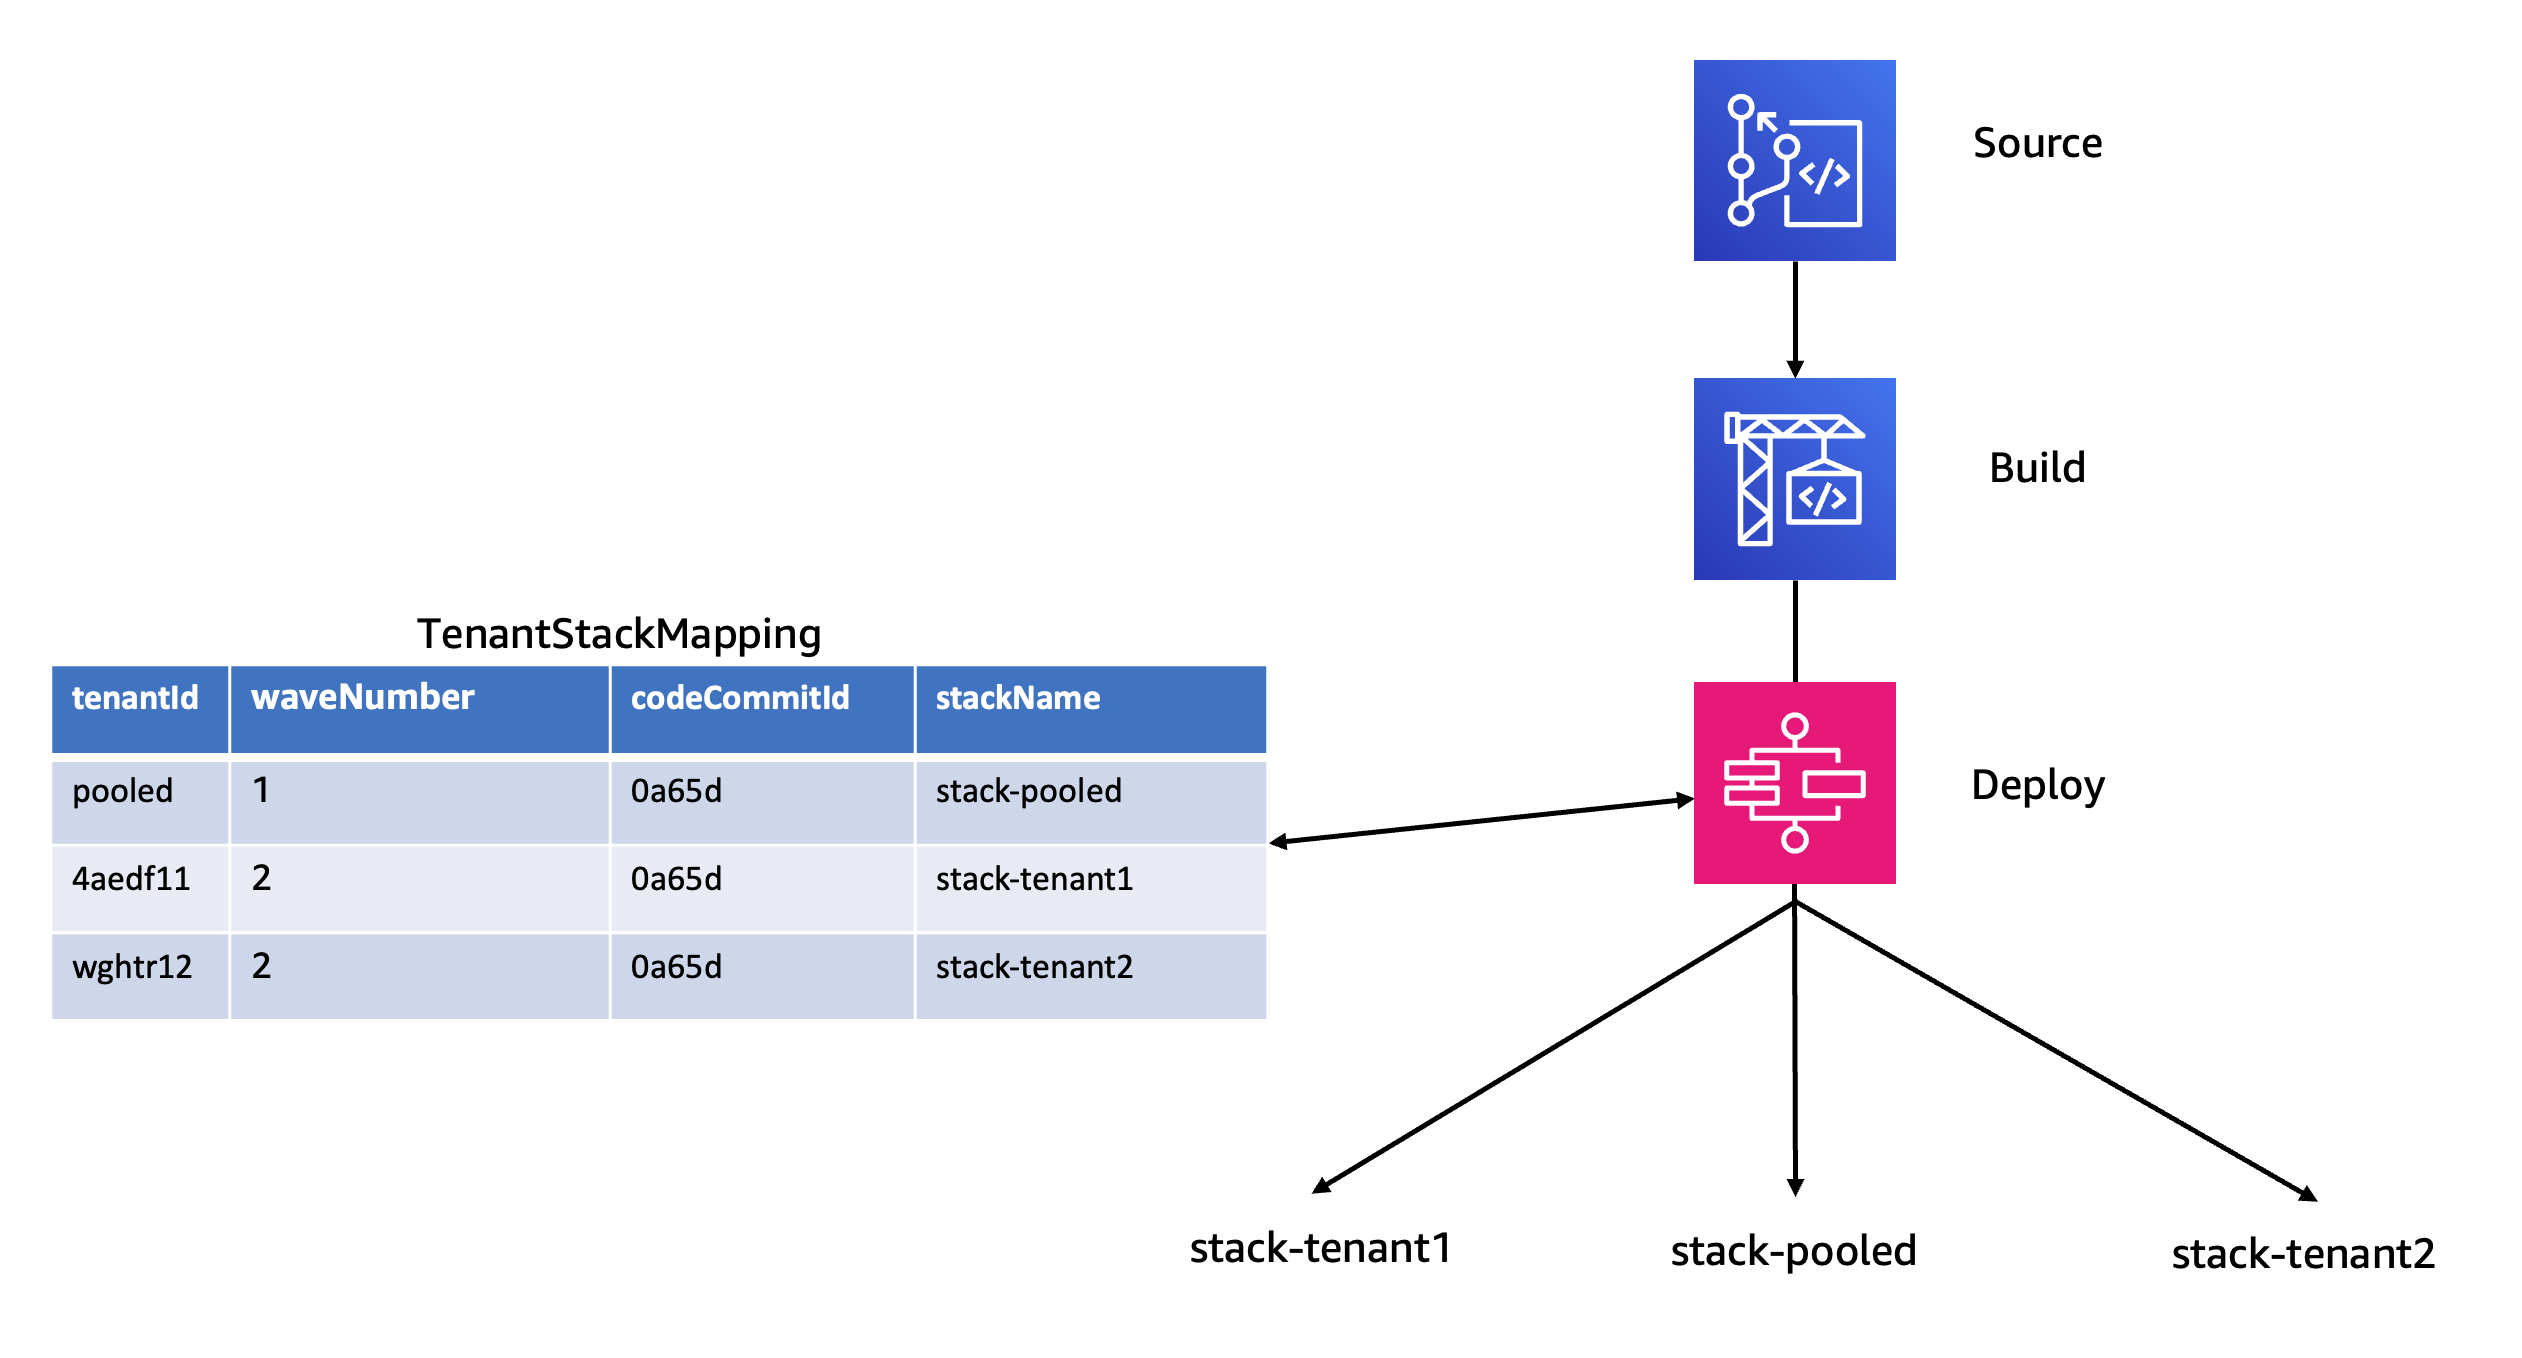 Source
Build
TenantStackMapping
tenantId waveNumber codeCommitId stackName
pooled 1 0a65d stack-pooled
4aedf11 2 0a65d stack-tenant1
wghtr12 2 0a65d stack-tenant2
Deploy
stack-tenant1 stack-pooled stack-tenant2